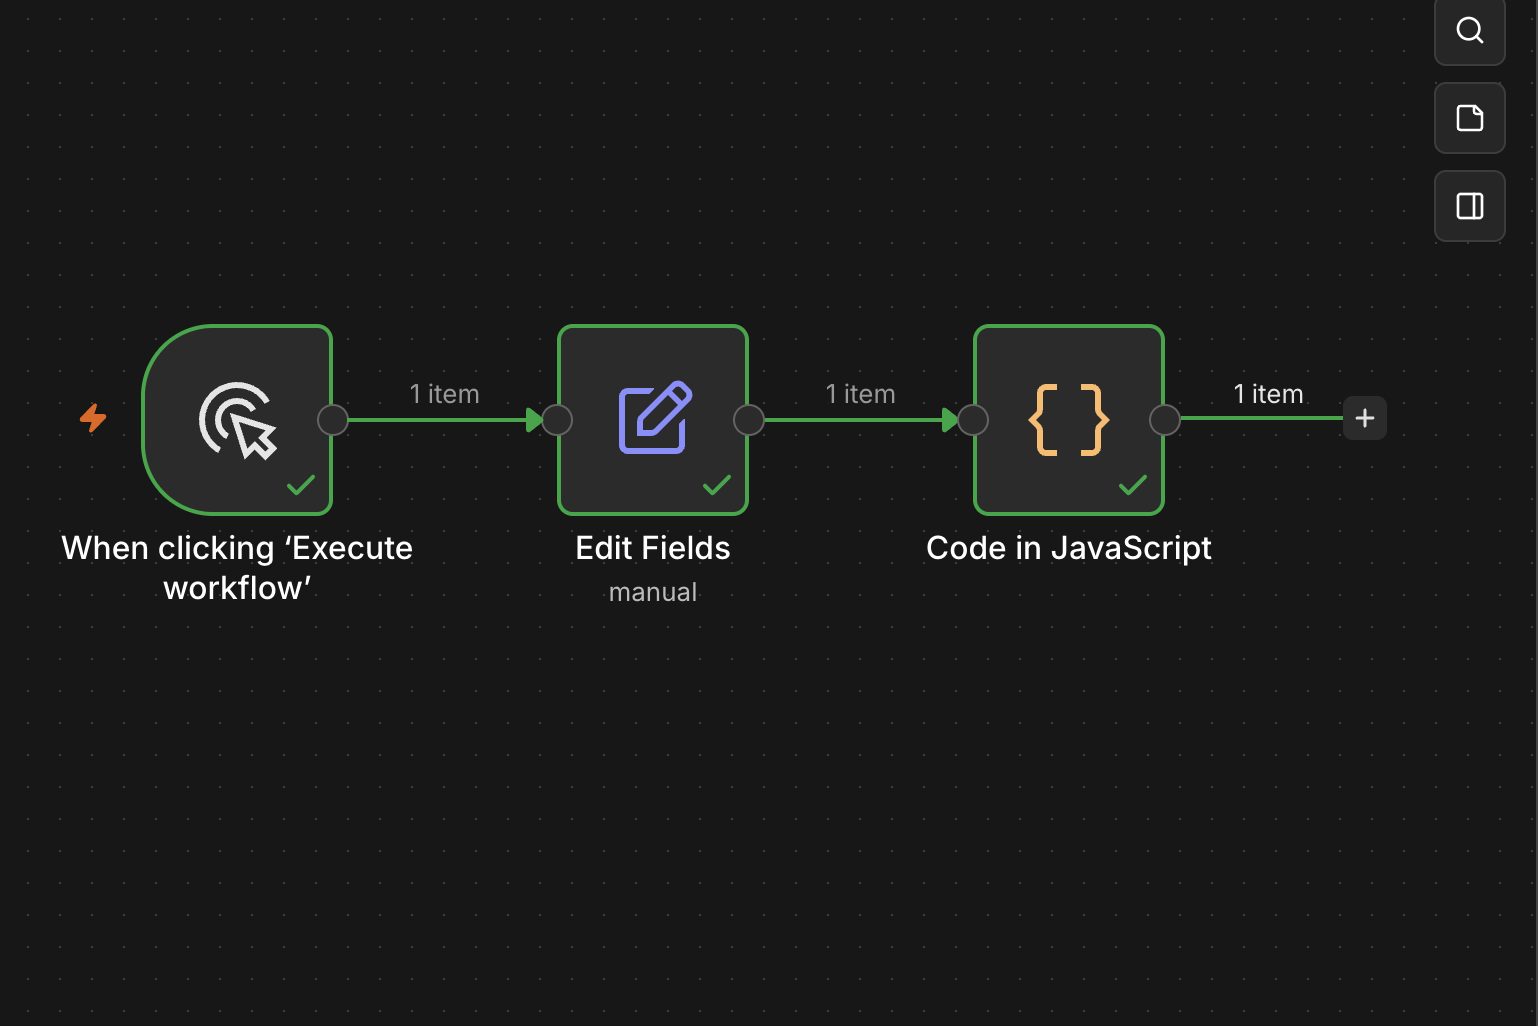 1 item
1 item
1 item
When clicking ‘Execute
workflow’
Edit Fields
manual
Code in JavaScript